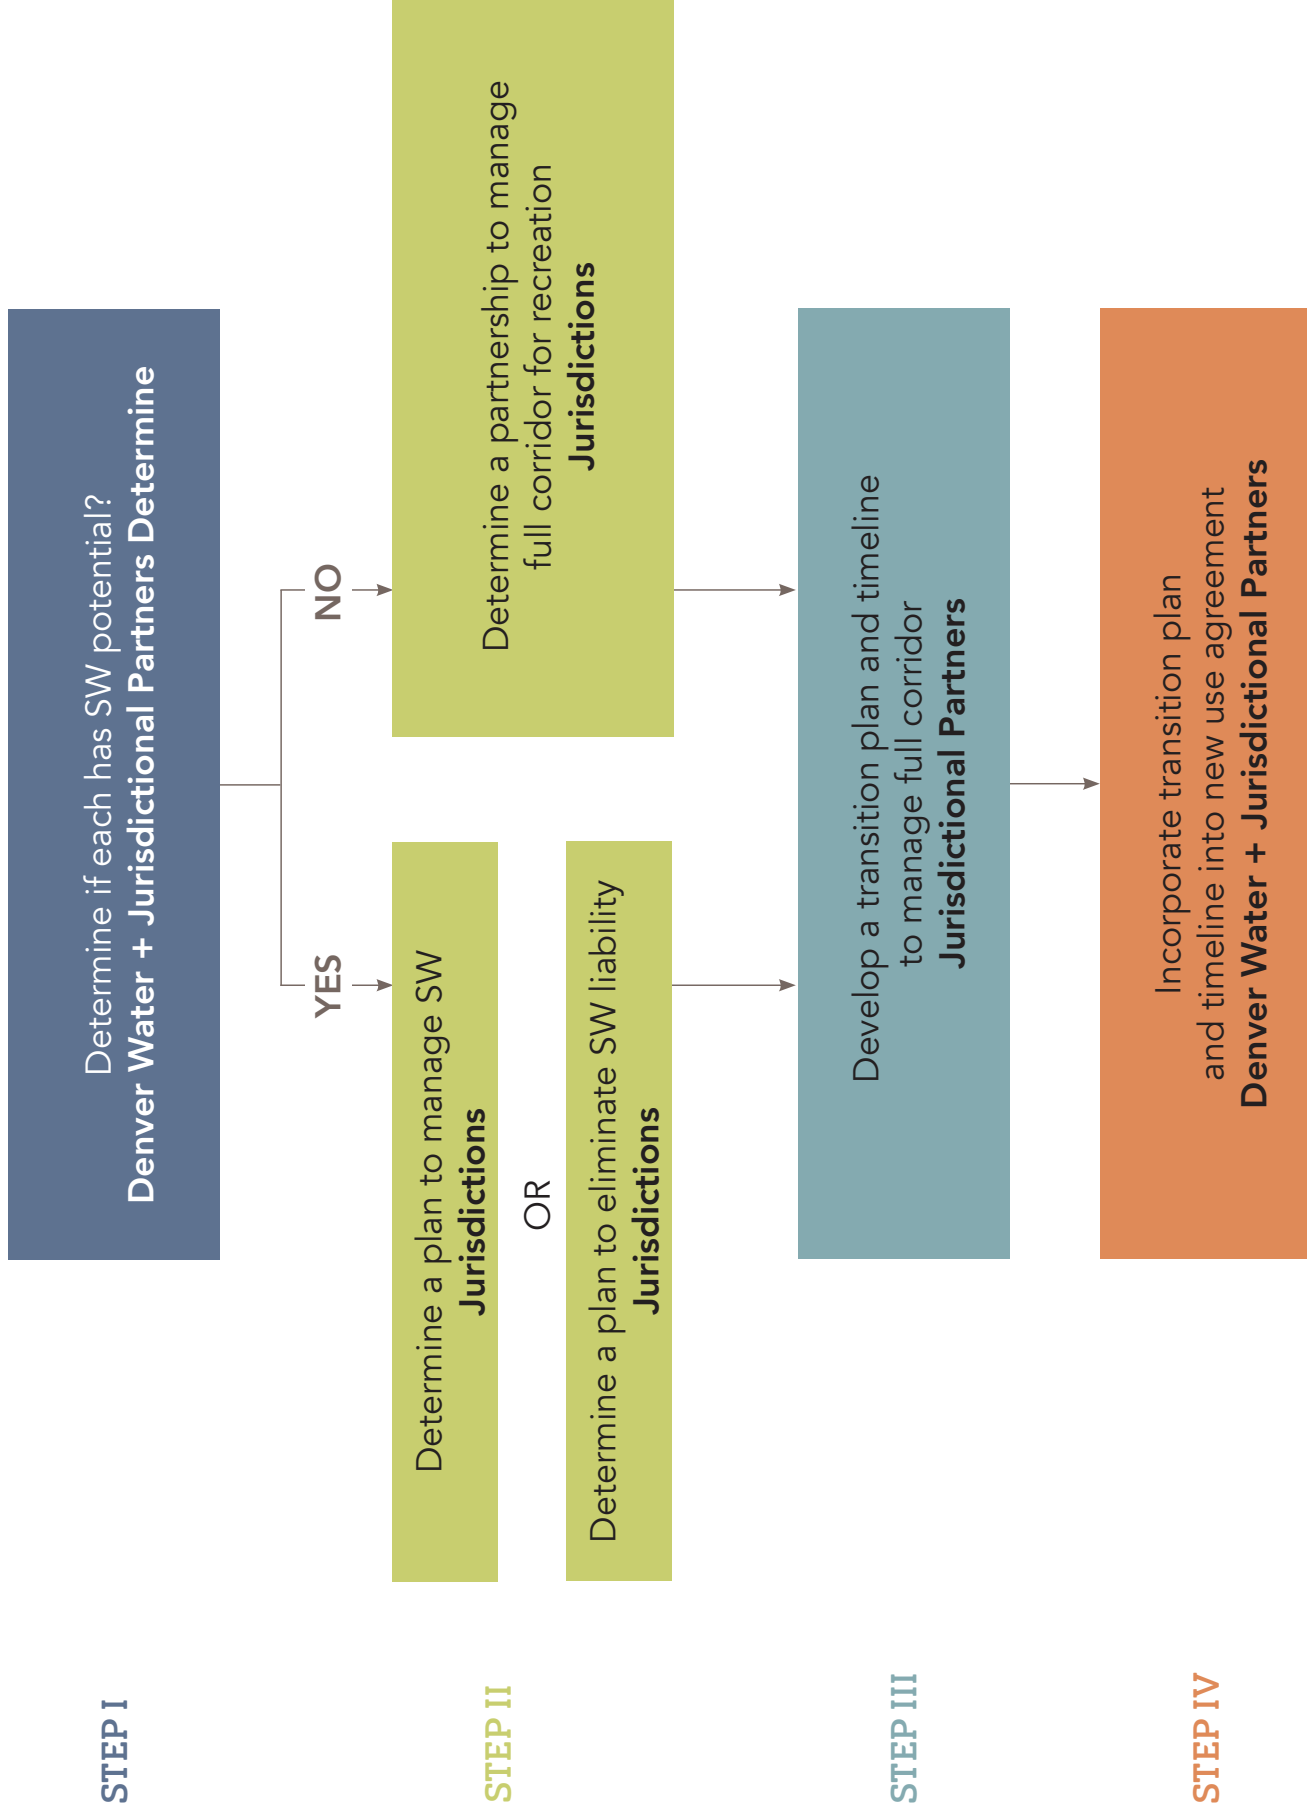 STEP I
Determine if each has SW potential?
Denver Water + Jurisdictional Partners Determine
YES
NO
STEP II
Determine a plan to manage SW
Jurisdictions
OR
Determine a plan to eliminate SW liability
Jurisdictions
Determine a partnership to manage
full corridor for recreation
Jurisdictions
STEP III
Develop a transition plan and timeline
to manage full corridor
Jurisdictional Partners
STEP IV
Incorporate transition plan
and timeline into new use agreement
Denver Water + Jurisdictional Partners